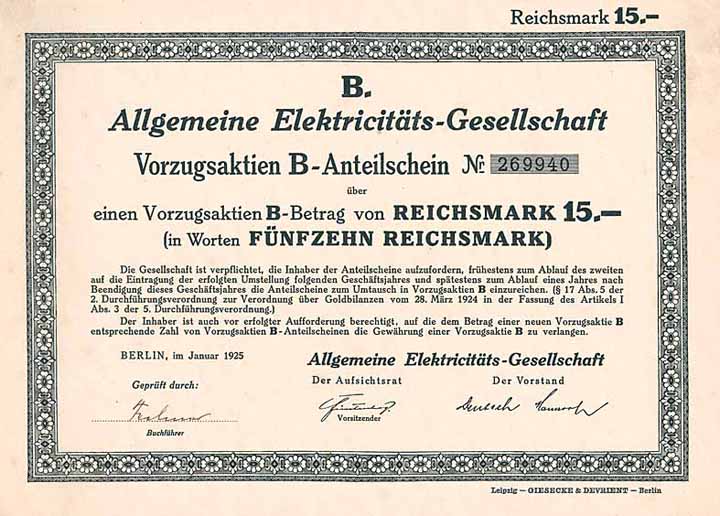 Reichsmark 15.—
B.
Allgemeine Elektricitäts-Gesellschaft
Vorzugsaktien B-Anteilschein Nr. 269940
über
einen Vorzugsaktien B-Betrag von REICHSMARK 15.—
(in Worten FÜNFZEHN REICHSMARK)
Die Gesellschaft ist verpflichtet, die Inhaber der Anteilscheine aufzufordern, frühestens zum Ablauf des zweiten
auf die Eintragung der erfolgten Umstellung folgenden Geschäftsjahres und spätestens zum Ablauf eines Jahres nach
Beendigung dieses Geschäftsjahres die Anteilscheine zum Umtausch in Vorzugsaktien B einzureichen. (§ 17 Abs. 5 der
2. Durchführungsverordnung zur Verordnung über Goldbilanzen vom 28. März 1924 in der Fassung des Artikels I
Abs. 3 der 5. Durchführungsverordnung.)
Der Inhaber ist auch vor erfolgter Aufforderung berechtigt, auf die dem Betrag einer neuen Vorzugsaktie B
entsprechende Zahl von Vorzugsaktien B-Anteilscheinen die Gewährung einer Vorzugsaktie B zu verlangen.
BERLIN, im Januar 1925
Allgemeine Elektricitäts-Gesellschaft
Geprüft durch:
Der Aufsichtsrat
Der Vorstand
Deutsch
Buchführer
Vorsitzender
Leipzig — GIESECKE & DEVRIENT — Berlin